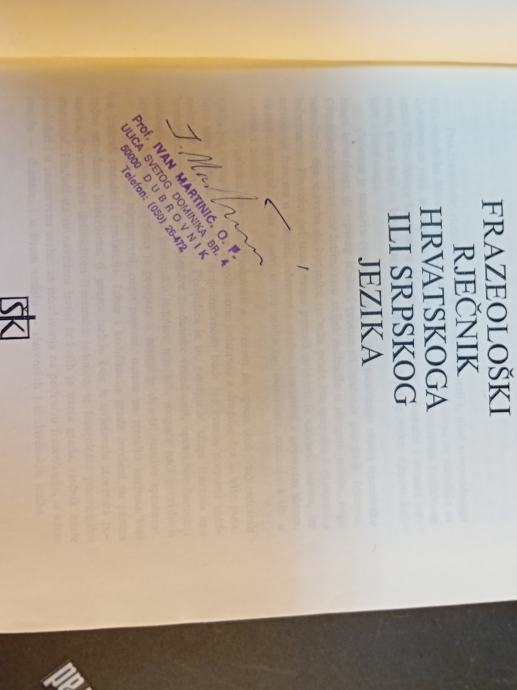 FRAZEOLOŠKI
RJEČNIK
HRVATSKOGA
ILI SRPSKOG
JEZIKA
Prof. IVAN MARTINIĆ, O. P.
ULICA SVETOG DOMINIKA BR. 4
50000 DUBROVNIK
Telefon: (050) 26-472
ŠK